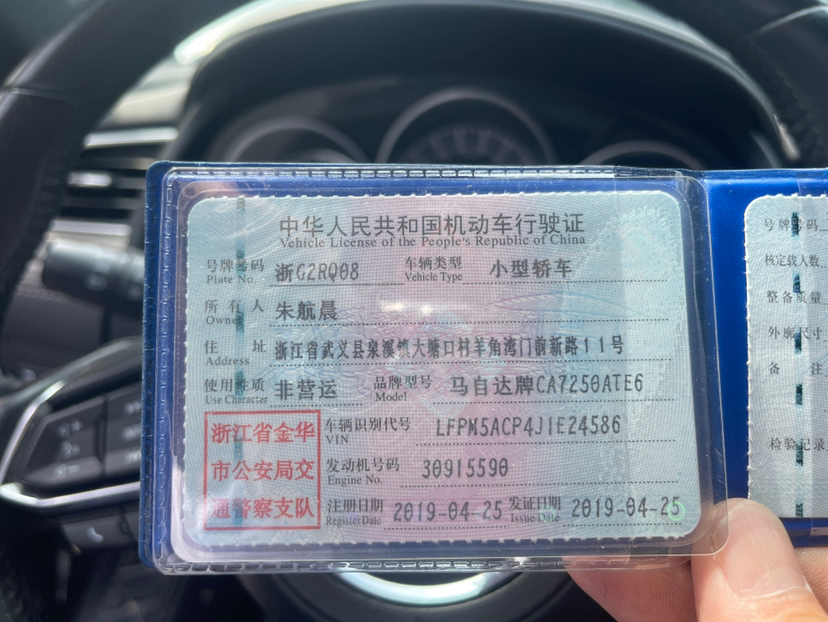 中华人民共和国机动车行驶证
Vehicle License of the People's Republic of China
号牌号码 浙G2RQ08 车辆类型 小型轿车
Plate No. Vehicle Type
所有人 朱航晨
Owner
住址 浙江省武义县泉溪镇大塘口村羊角湾门前新路11号
Address
使用性质 非营运 品牌型号 马自达牌CA7250ATE6
Use Character Model
浙江省金华 车辆识别代号 LFPM5ACP4J1E24586
VIN
市公安局交 发动机号码 30915590
Engine No.
通警察支队 注册日期 2019-04-25 发证日期 2019-04-25
Register Date Issue Date
号牌号码
核定载人数
整备质量
外廓尺寸
备注
检验记录